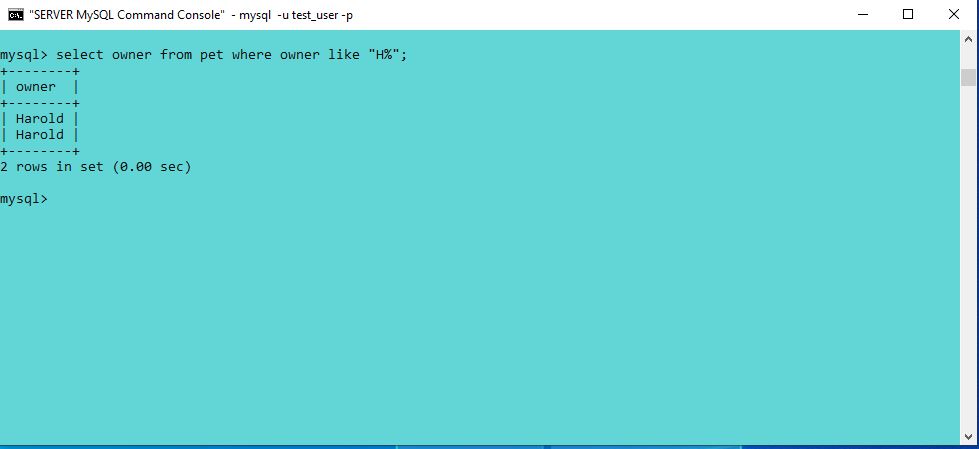 "SERVER MySQL Command Console" - mysql -u test_user -p
mysql> select owner from pet where owner like "H%";
+--------+
| owner  |
+--------+
| Harold |
| Harold |
+--------+
2 rows in set (0.00 sec)
mysql>